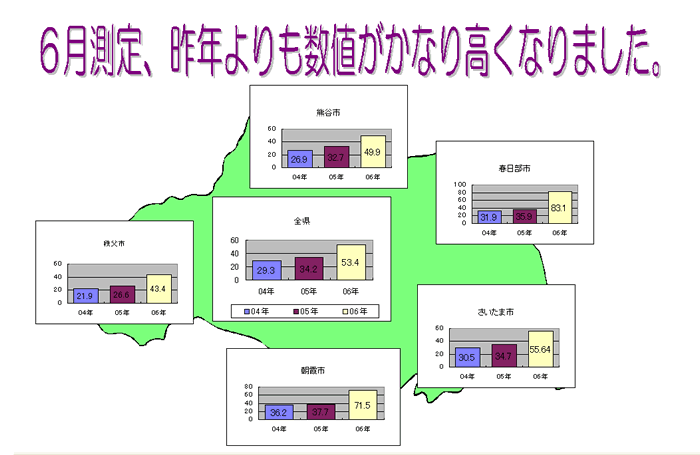 ６月測定、昨年よりも数値がかなり高くなりました。
熊谷市
60
40
20
0
26.9 32.7 49.9
04年 05年 06年
春日部市
100
80
60
40
20
0
31.9 35.9 83.1
04年 05年 06年
全県
60
40
20
0
29.3 34.2 53.4
04年 05年 06年
04年 05年 06年
秩父市
60
40
20
0
21.9 26.6 43.4
04年 05年 06年
さいたま市
60
40
20
0
30.5 34.7 55.64
04年 05年 06年
朝霞市
80
60
40
20
0
36.2 37.7 71.5
04年 05年 06年